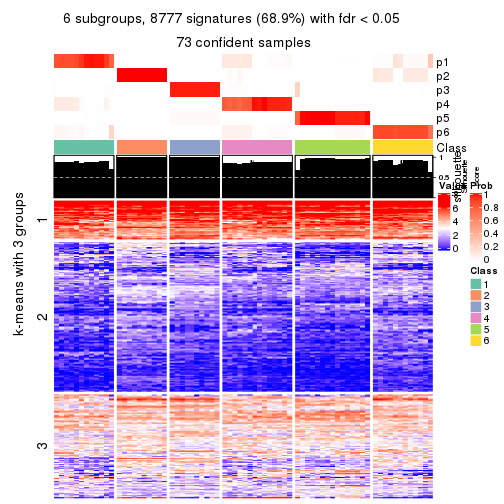 6 subgroups, 8777 signatures (68.9%) with fdr < 0.05
73 confident samples
p1
p2
p3
p4
p5
p6
Class
1
0.5
0
silhouette
score
Value
6
4
2
0
Prob
1
0.8
0.6
0.4
0.2
0
Class
1
2
3
4
5
6
k-means with 3 groups
1
2
3